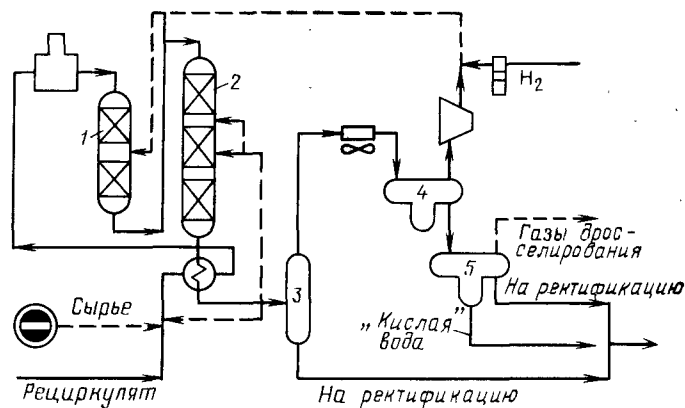 2
H₂
1
4
Газы дрос-
селирования
5
На ректификацию
Сырье
3
„Кислая”
вода
Рециркулят
На ректификацию